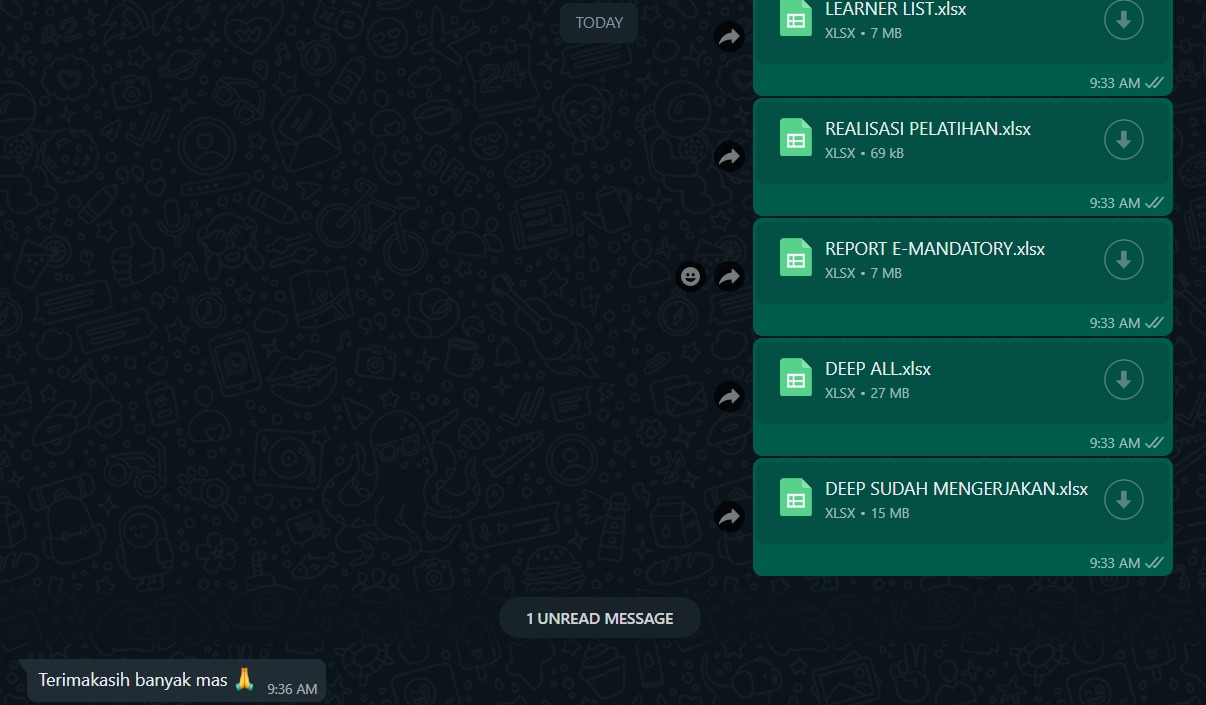 TODAY
LEARNER LIST.xlsx
XLSX • 7 MB
9:33 AM
REALISASI PELATIHAN.xlsx
XLSX • 69 kB
9:33 AM
REPORT E-MANDATORY.xlsx
XLSX • 7 MB
9:33 AM
DEEP ALL.xlsx
XLSX • 27 MB
9:33 AM
DEEP SUDAH MENGERJAKAN.xlsx
XLSX • 15 MB
9:33 AM
1 UNREAD MESSAGE
Terimakasih banyak mas 🙏 9:36 AM